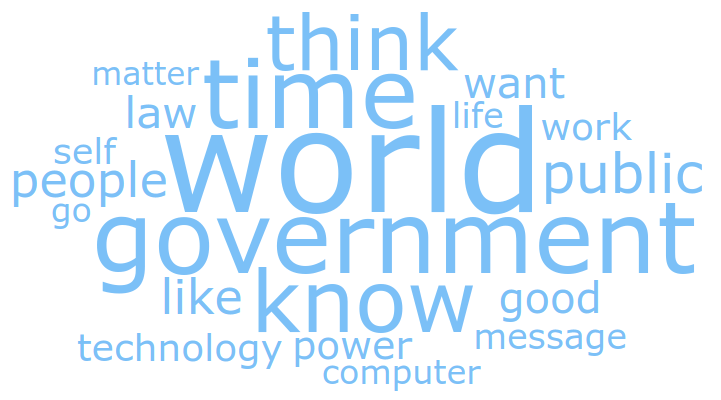 think
matter
time
want
law
life
work
self
world
people
public
go
government
like
know
good
technology
power
message
computer